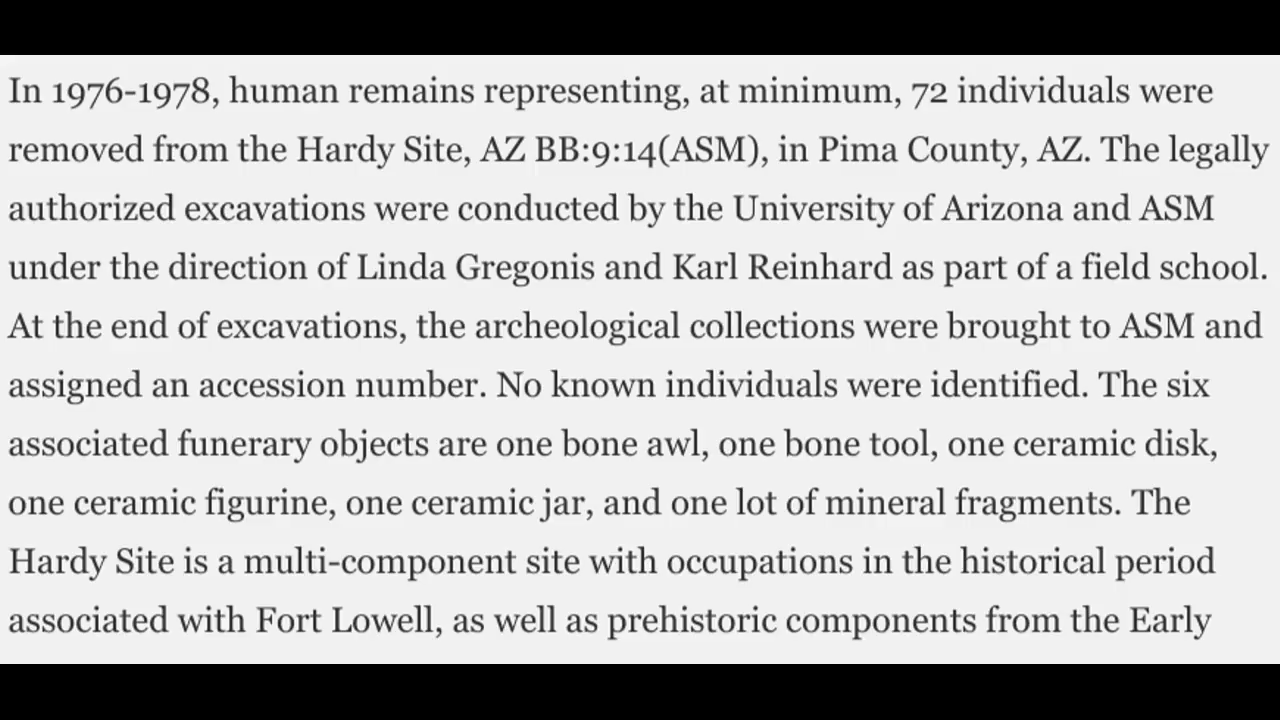 In 1976-1978, human remains representing, at minimum, 72 individuals were
removed from the Hardy Site, AZ BB:9:14(ASM), in Pima County, AZ. The legally
authorized excavations were conducted by the University of Arizona and ASM
under the direction of Linda Gregonis and Karl Reinhard as part of a field school.
At the end of excavations, the archeological collections were brought to ASM and
assigned an accession number. No known individuals were identified. The six
associated funerary objects are one bone awl, one bone tool, one ceramic disk,
one ceramic figurine, one ceramic jar, and one lot of mineral fragments. The
Hardy Site is a multi-component site with occupations in the historical period
associated with Fort Lowell, as well as prehistoric components from the Early